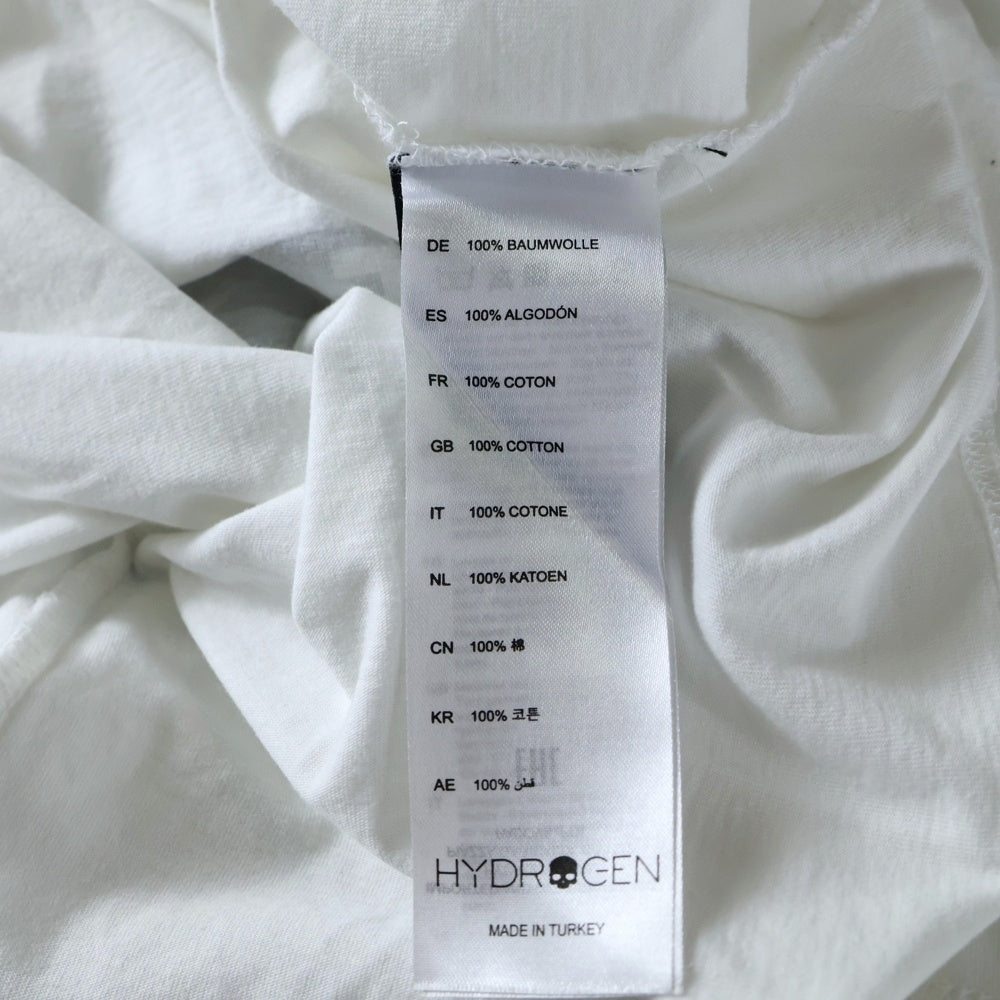 DE 100% BAUMWOLLE
ES 100% ALGODÓN
FR 100% COTON
GB 100% COTTON
IT 100% COTONE
NL 100% KATOEN
CN 100% 棉
KR 100% 코튼
AE 100% قطن
HYDROGEN
MADE IN TURKEY